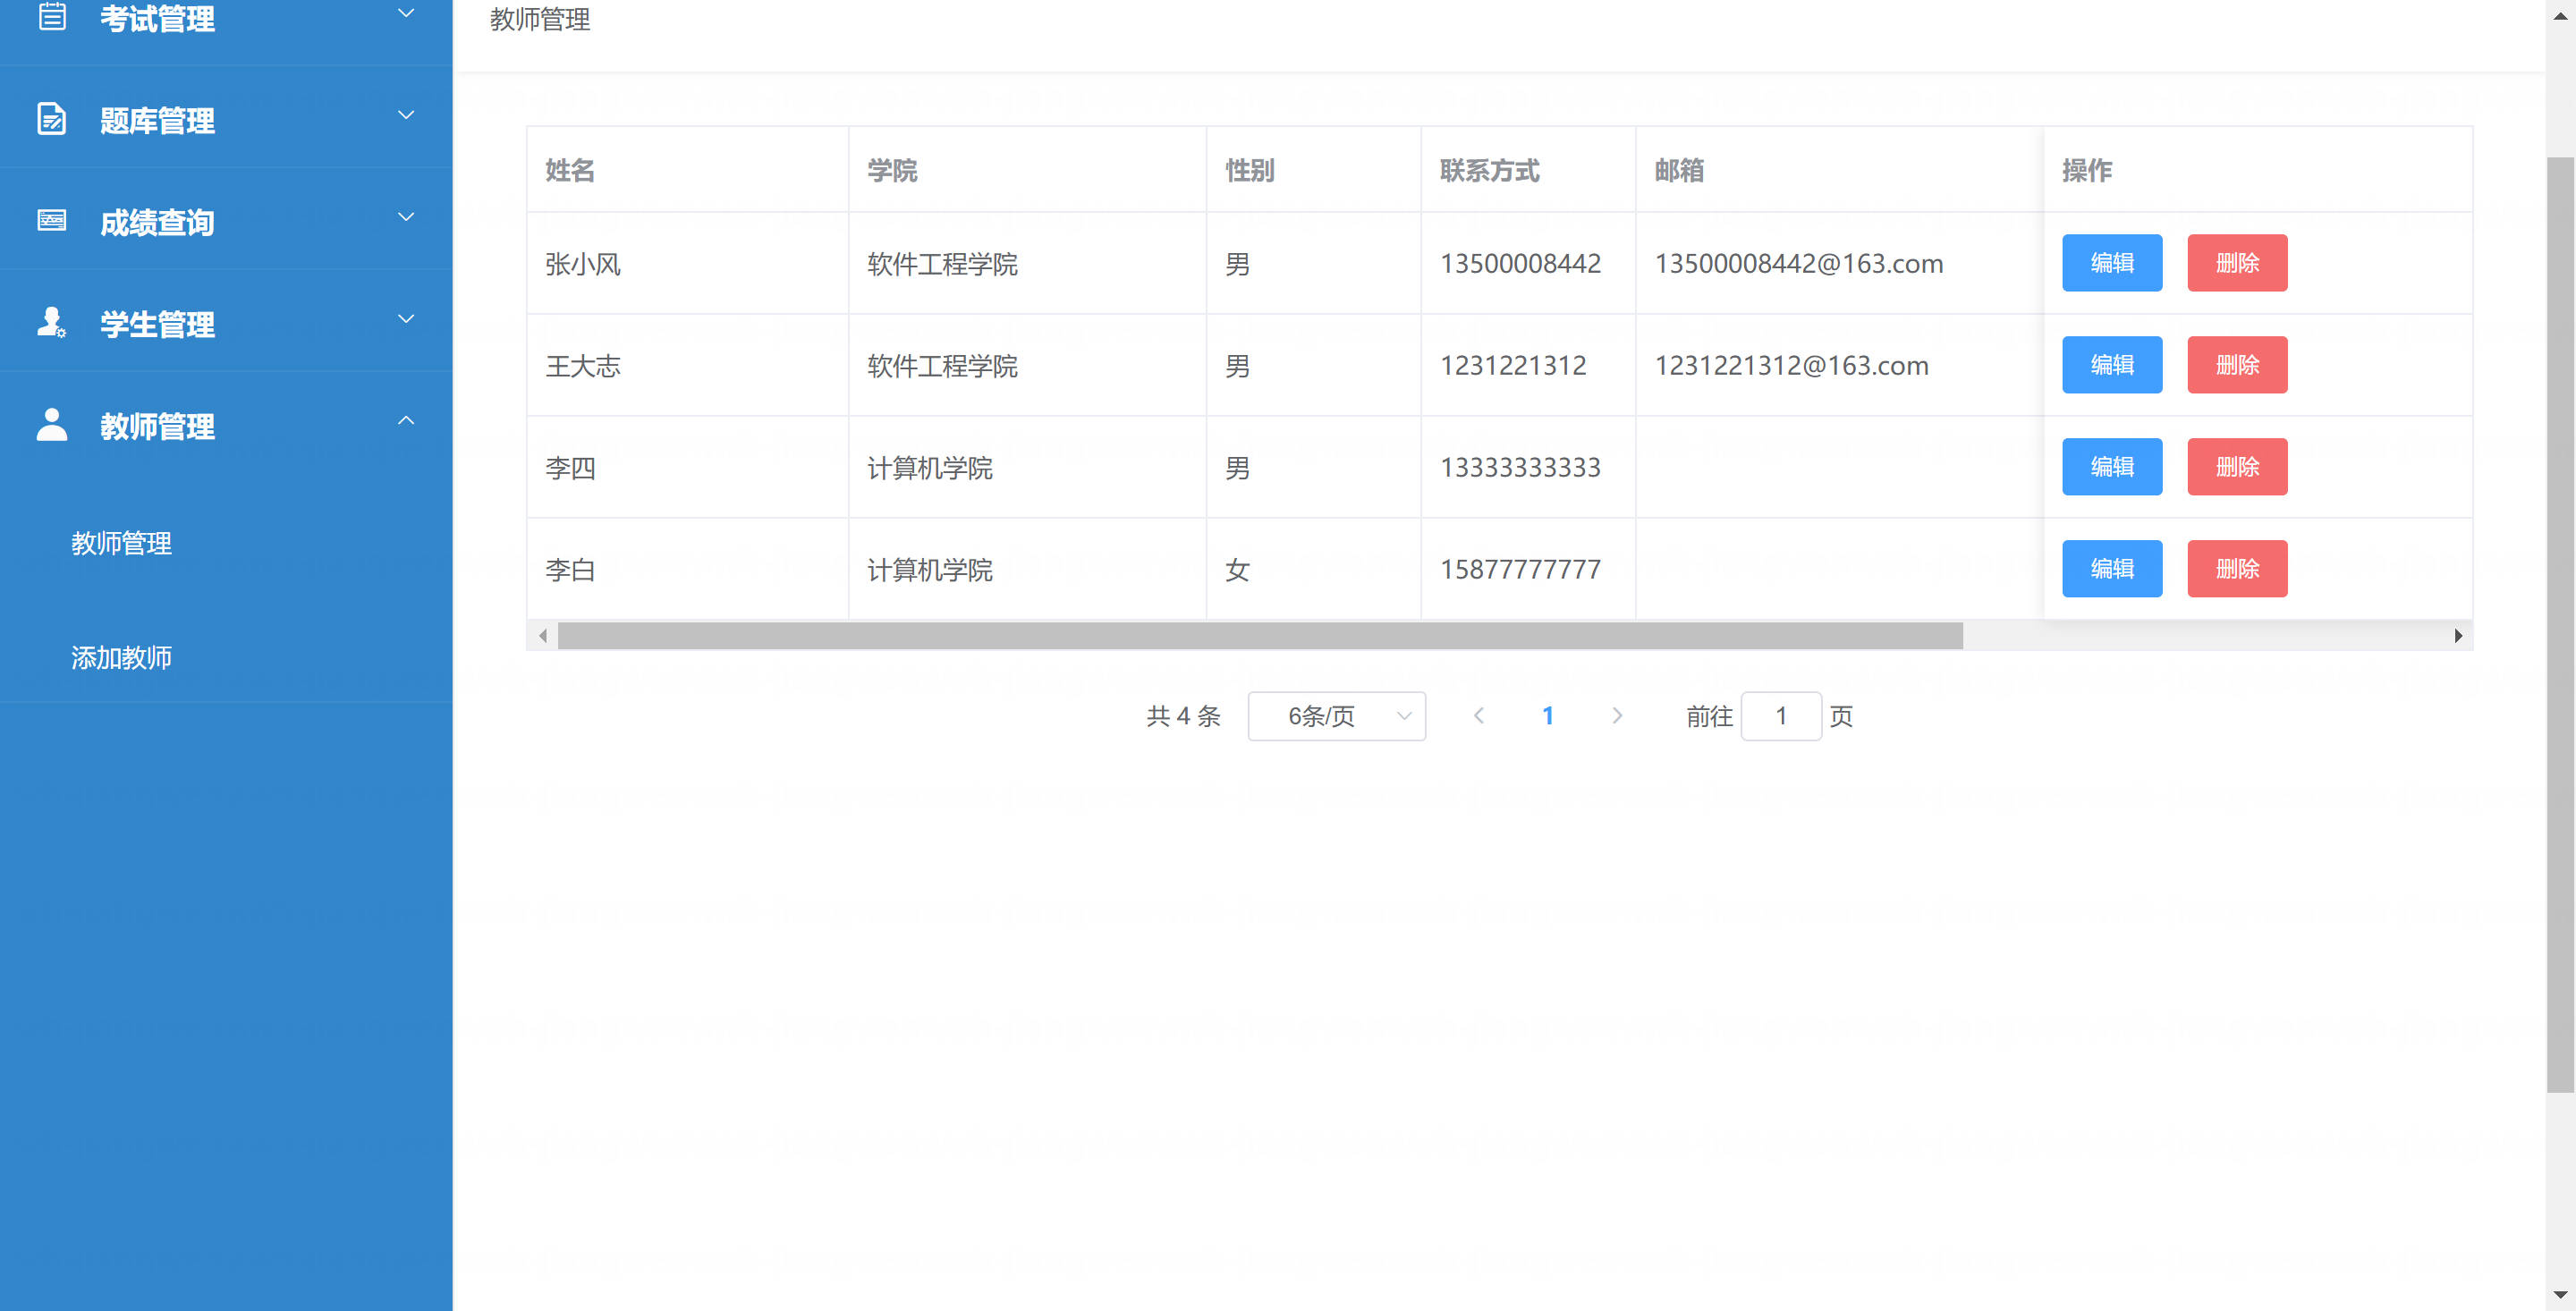 考试管理
题库管理
成绩查询
学生管理
教师管理
教师管理
添加教师
教师管理
姓名 学院 性别 联系方式 邮箱 操作
张小风 软件工程学院 男 13500008442 13500008442@163.com 编辑 删除
王大志 软件工程学院 男 1231221312 1231221312@163.com 编辑 删除
李四 计算机学院 男 13333333333 编辑 删除
李白 计算机学院 女 15877777777 编辑 删除
共 4 条 6条/页 1 前往 1 页